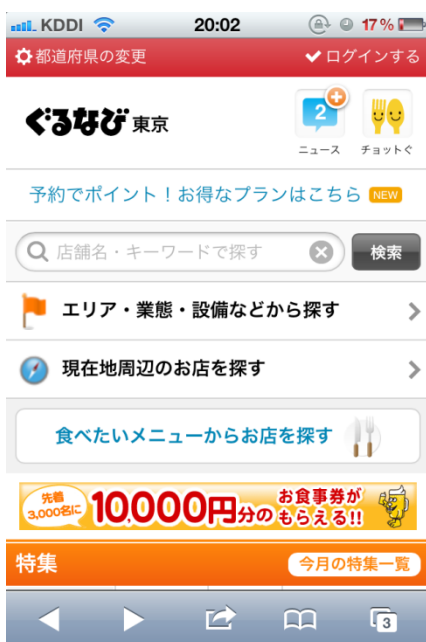 KDDI 20:02 17%
都道府県の変更 ログインする
ぐるなび 東京
2
ニュース チョットぐ
予約でポイント！お得なプランはこちら NEW
店舗名・キーワードで探す 検索
エリア・業態・設備などから探す
現在地周辺のお店を探す
食べたいメニューからお店を探す
先着3,000名に 10,000円分の お食事券がもらえる!!
特集 今月の特集一覧
3